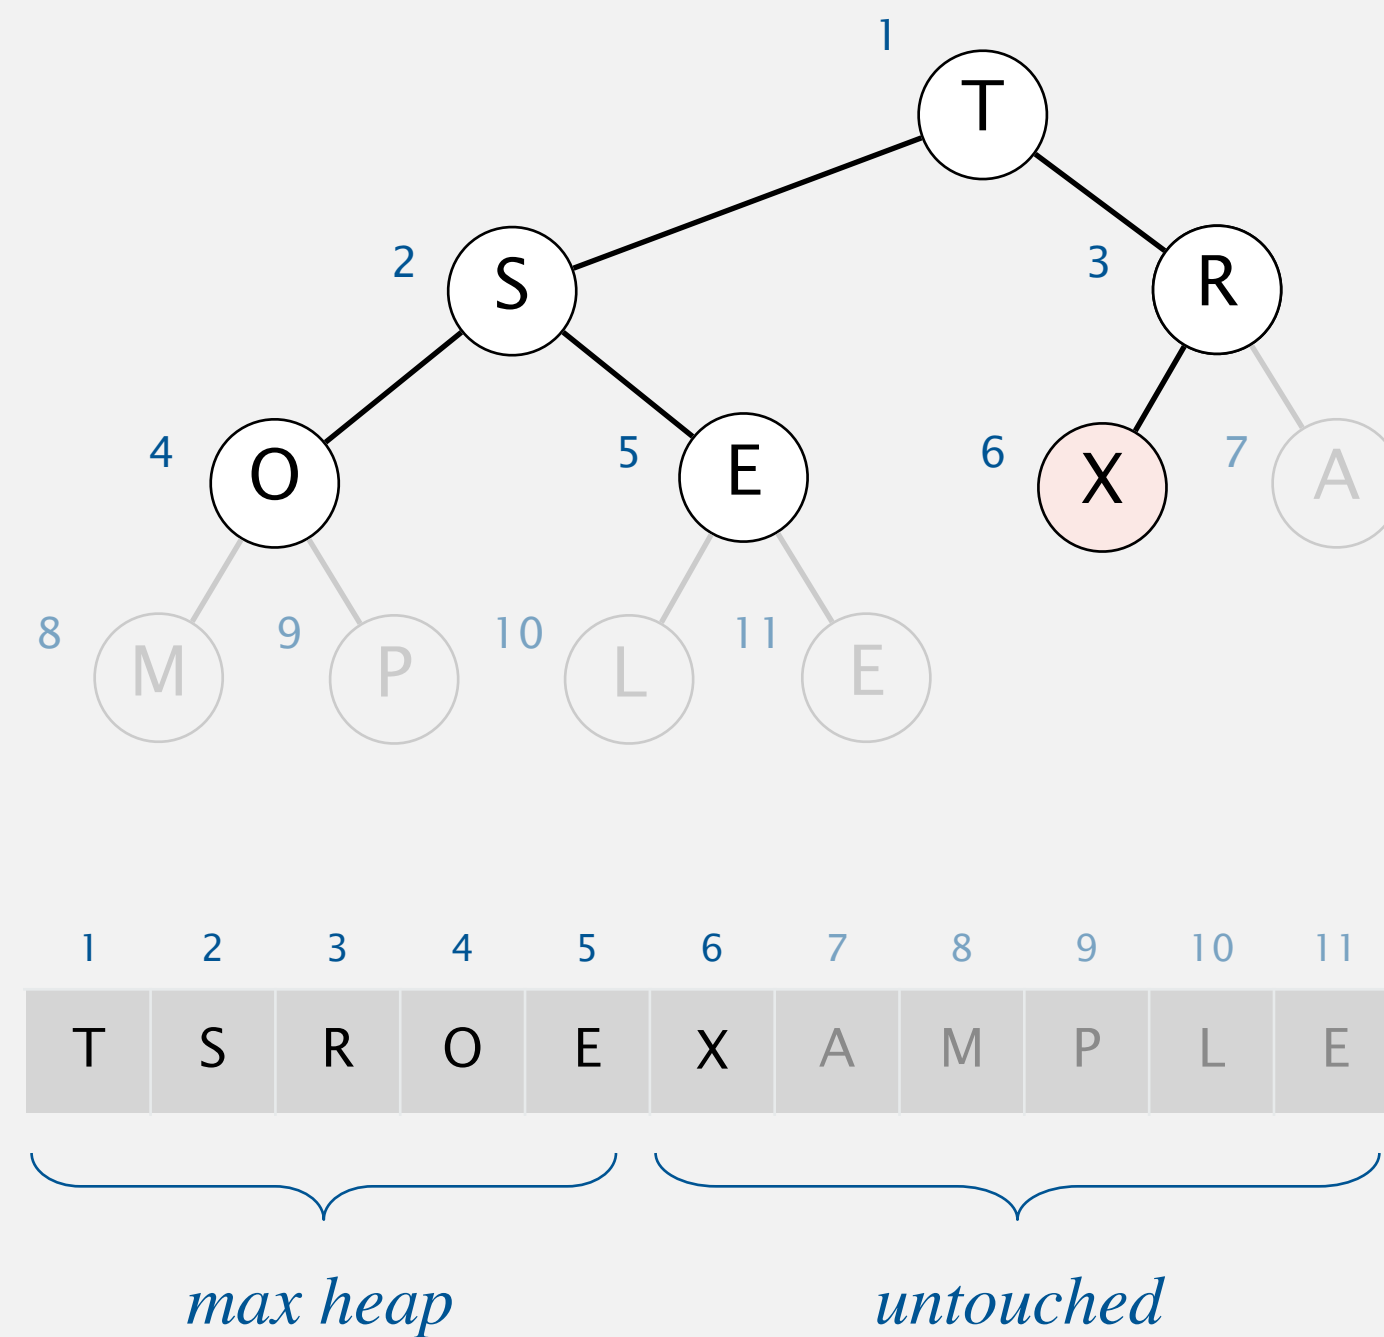 1
T
2 S 3 R
4 O 5 E 6 X 7 A
8 M 9 P 10 L 11 E
1 2 3 4 5 6 7 8 9 10 11
T S R O E X A M P L E
max heap untouched